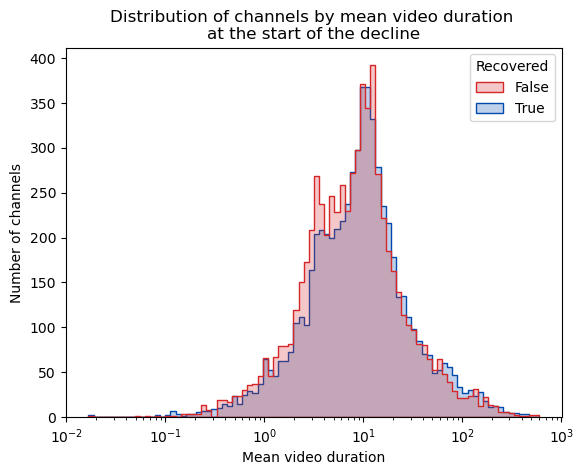 Distribution of channels by mean video duration
at the start of the decline
Recovered
False
True
Number of channels
400
350
300
250
200
150
100
50
0
10⁻² 10⁻¹ 10⁰ 10¹ 10² 10³
Mean video duration